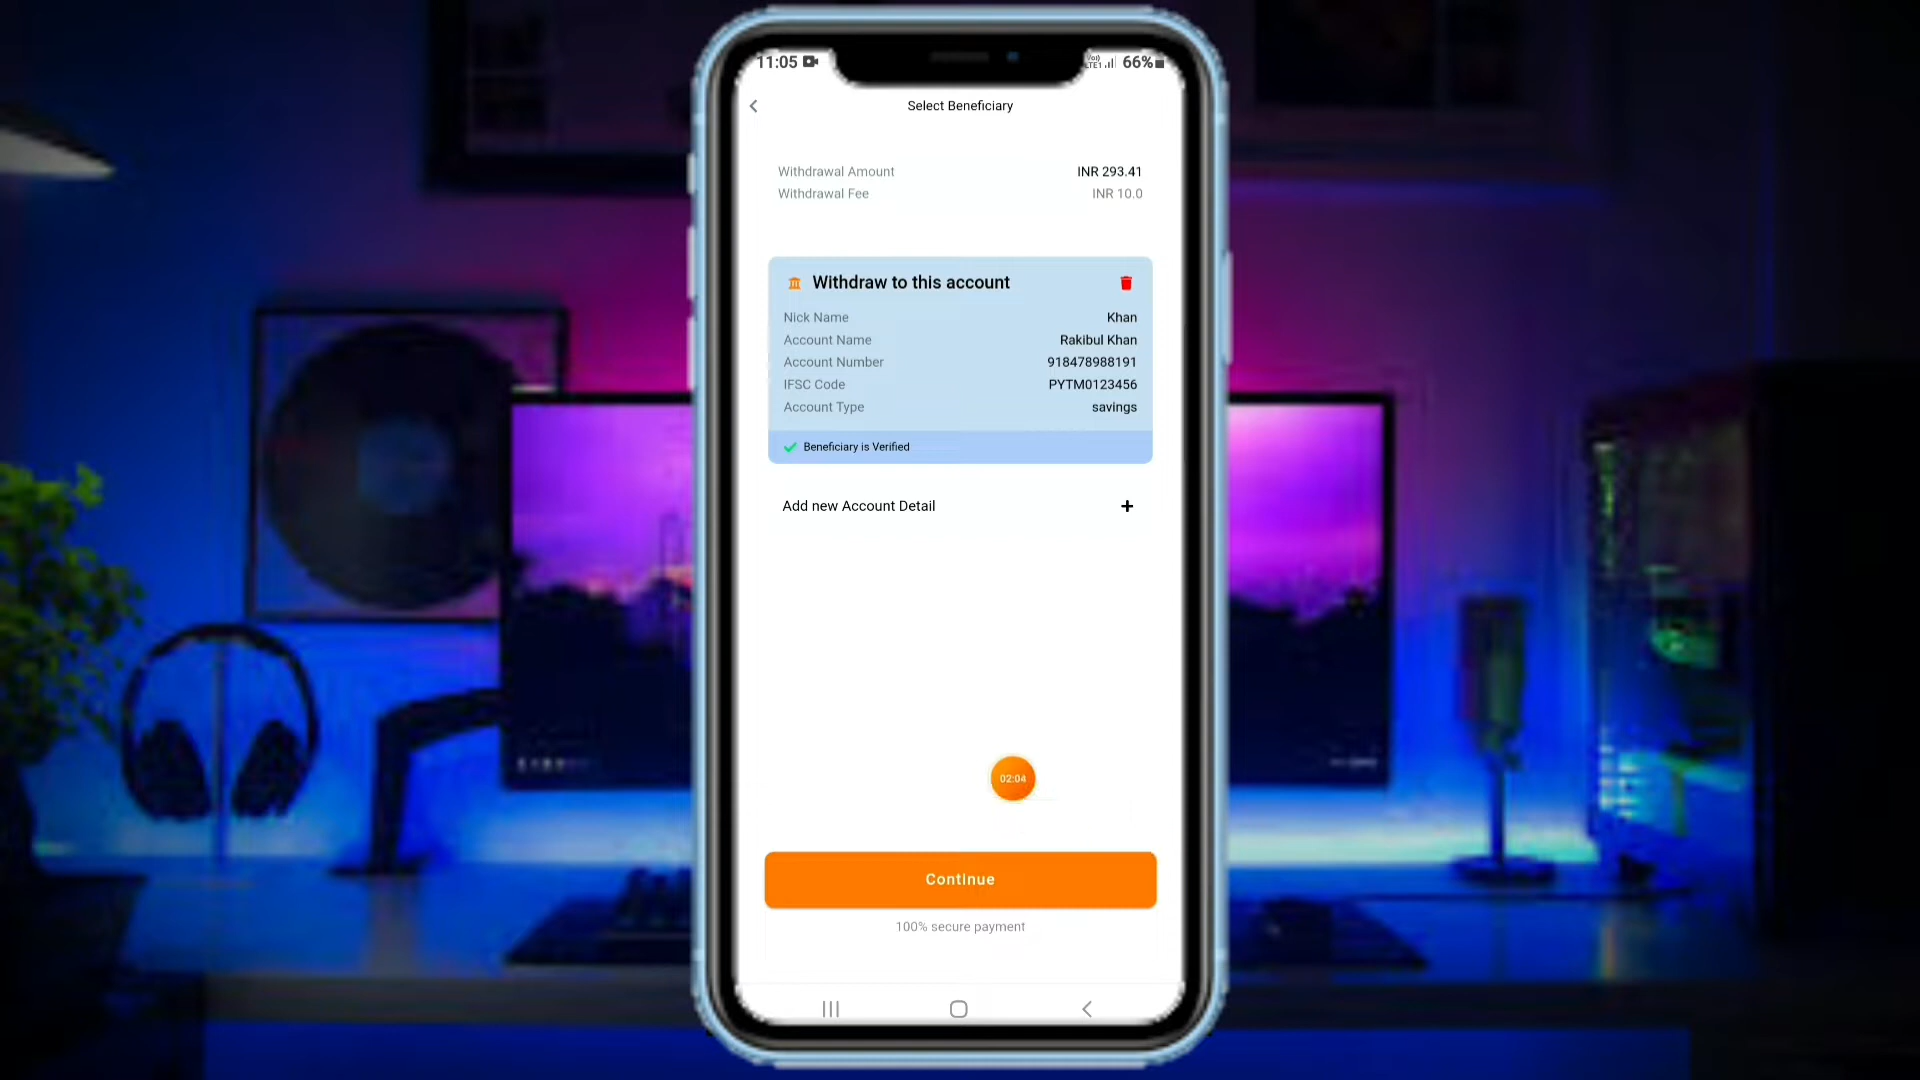 11:05
Vo)
LTE1
66%
Select Beneficiary
Withdrawal Amount INR 293.41
Withdrawal Fee INR 10.0
Withdraw to this account
Nick Name Khan
Account Name Rakibul Khan
Account Number 918478988191
IFSC Code PYTM0123456
Account Type savings
Beneficiary is Verified
Add new Account Detail +
02:04
Continue
100% secure payment